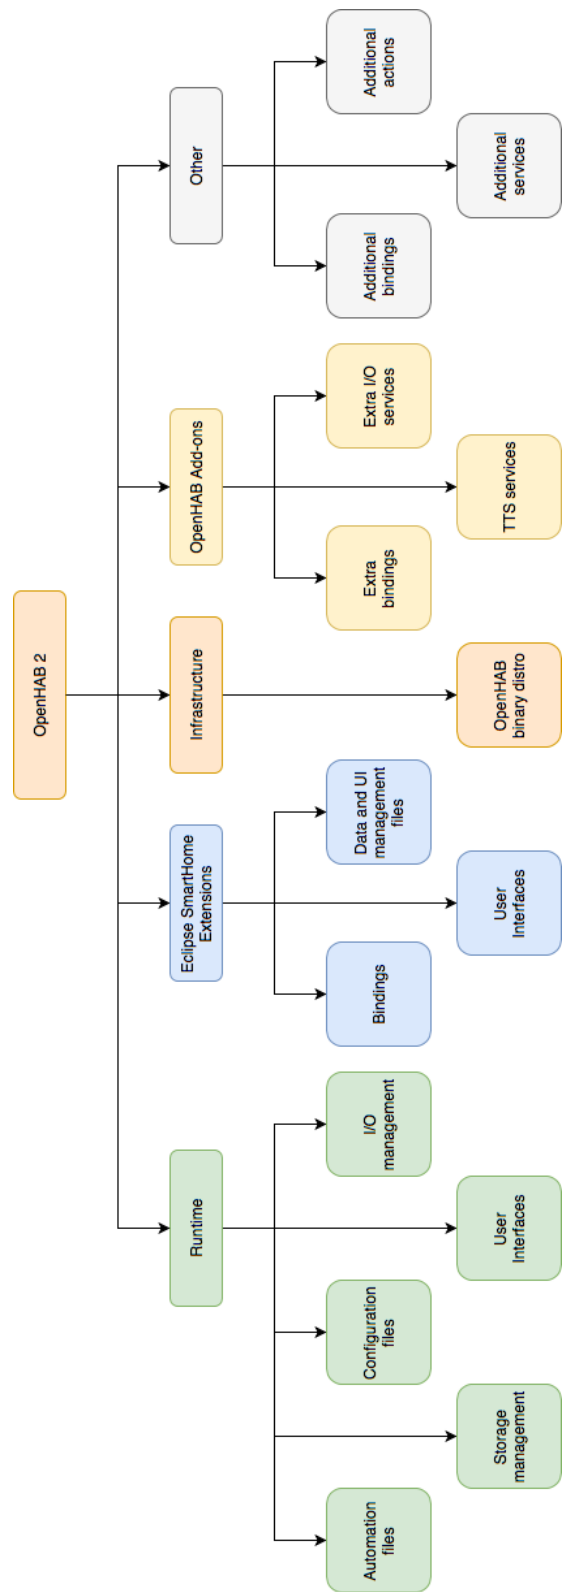 OpenHAB 2
Runtime
Eclipse SmartHome
Extensions
Infrastructure
OpenHAB Add-ons
Other
Automation
files
Configuration
files
I/O
management
Bindings
Data and UI
management
files
Extra
bindings
Extra I/O
services
Additional
bindings
Additional
actions
Storage
management
User
Interfaces
User
Interfaces
OpenHAB
binary distro
TTS services
Additional
services